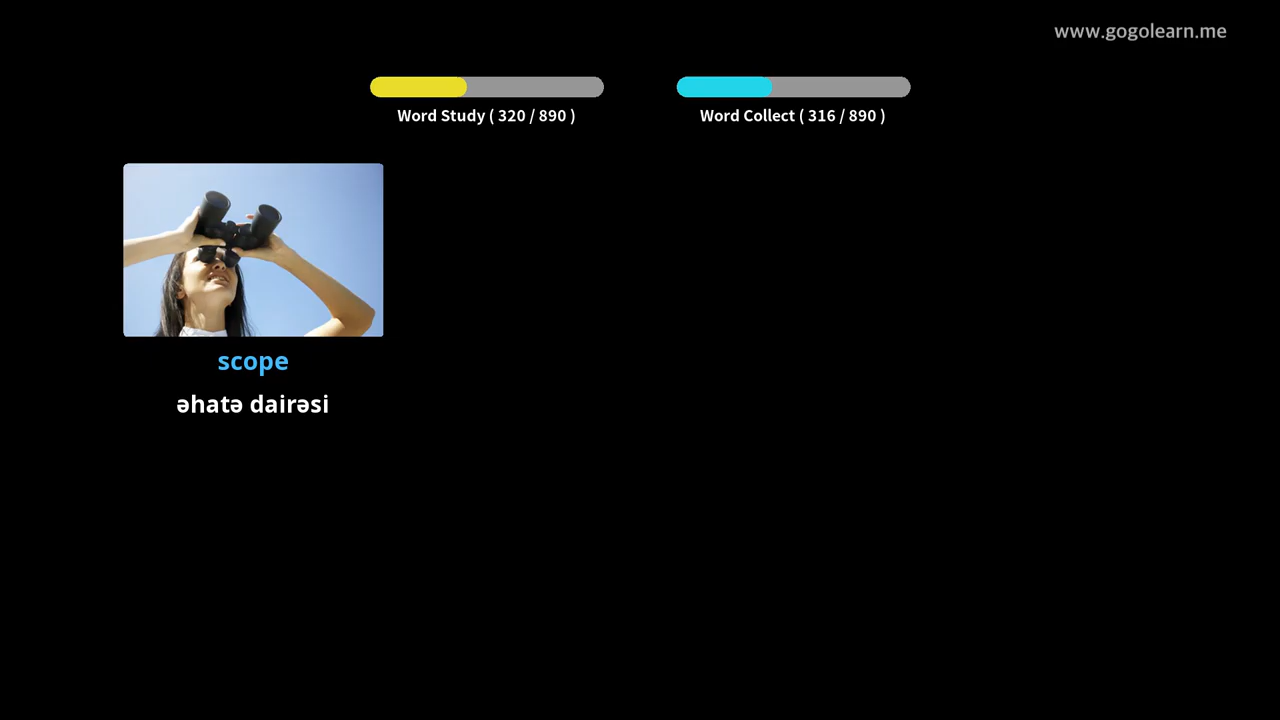 www.gogolearn.me
Word Study ( 320 / 890 )
Word Collect ( 316 / 890 )
scope
əhatə dairəsi